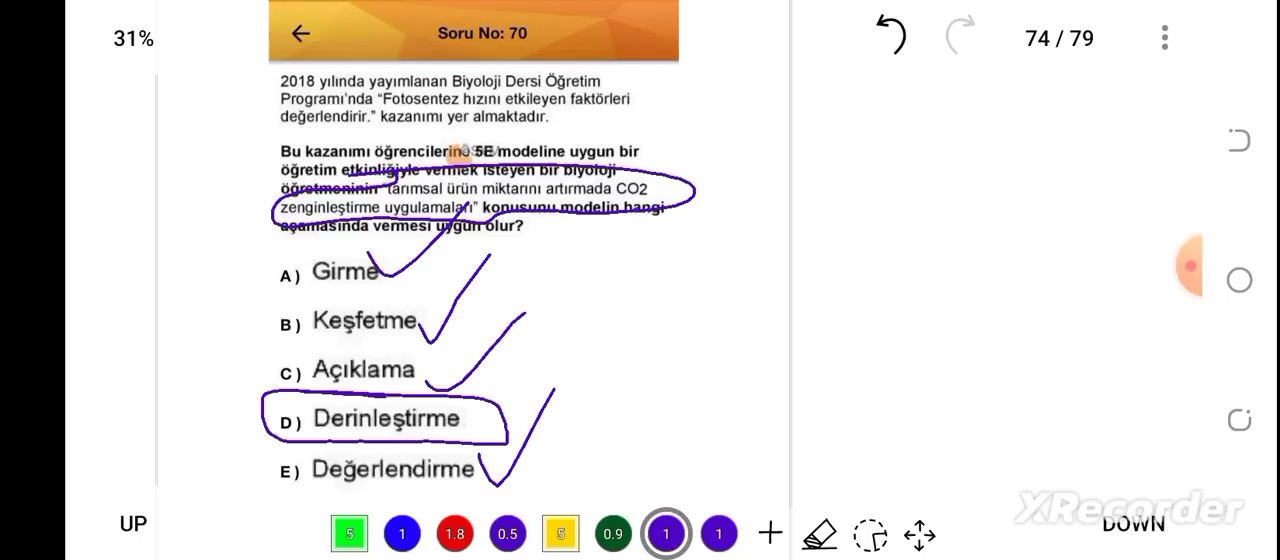 31%
Soru No: 70
74 / 79
2018 yılında yayımlanan Biyoloji Dersi Öğretim
Programı'nda "Fotosentez hızını etkileyen faktörleri
değerlendirir." kazanımı yer almaktadır.
Bu kazanımı öğrencilerine 5E modeline uygun bir
öğretim etkinliğiyle vermek isteyen bir biyoloji
öğretmeninin "tarımsal ürün miktarını artırmada CO2
zenginleştirme uygulamaları" konusunu modelin hangi
aşamasında vermesi uygun olur?
A) Girme
B) Keşfetme
C) Açıklama
D) Derinleştirme
E) Değerlendirme
UP
5 1 1.8 0.5 5 0.9 1 1
XRecorder
DOWN